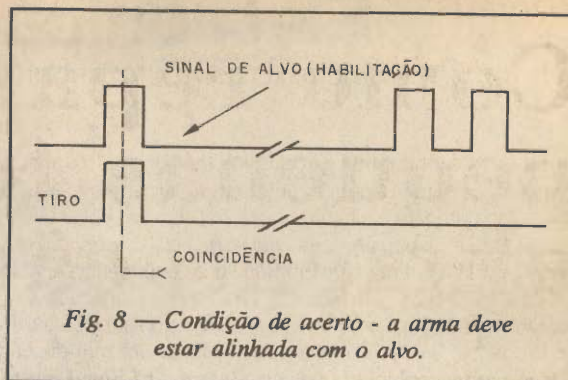 SINAL DE ALVO (HABILITAÇÃO)
TIRO
COINCIDÊNCIA
Fig. 8 — Condição de acerto - a arma deve
estar alinhada com o alvo.